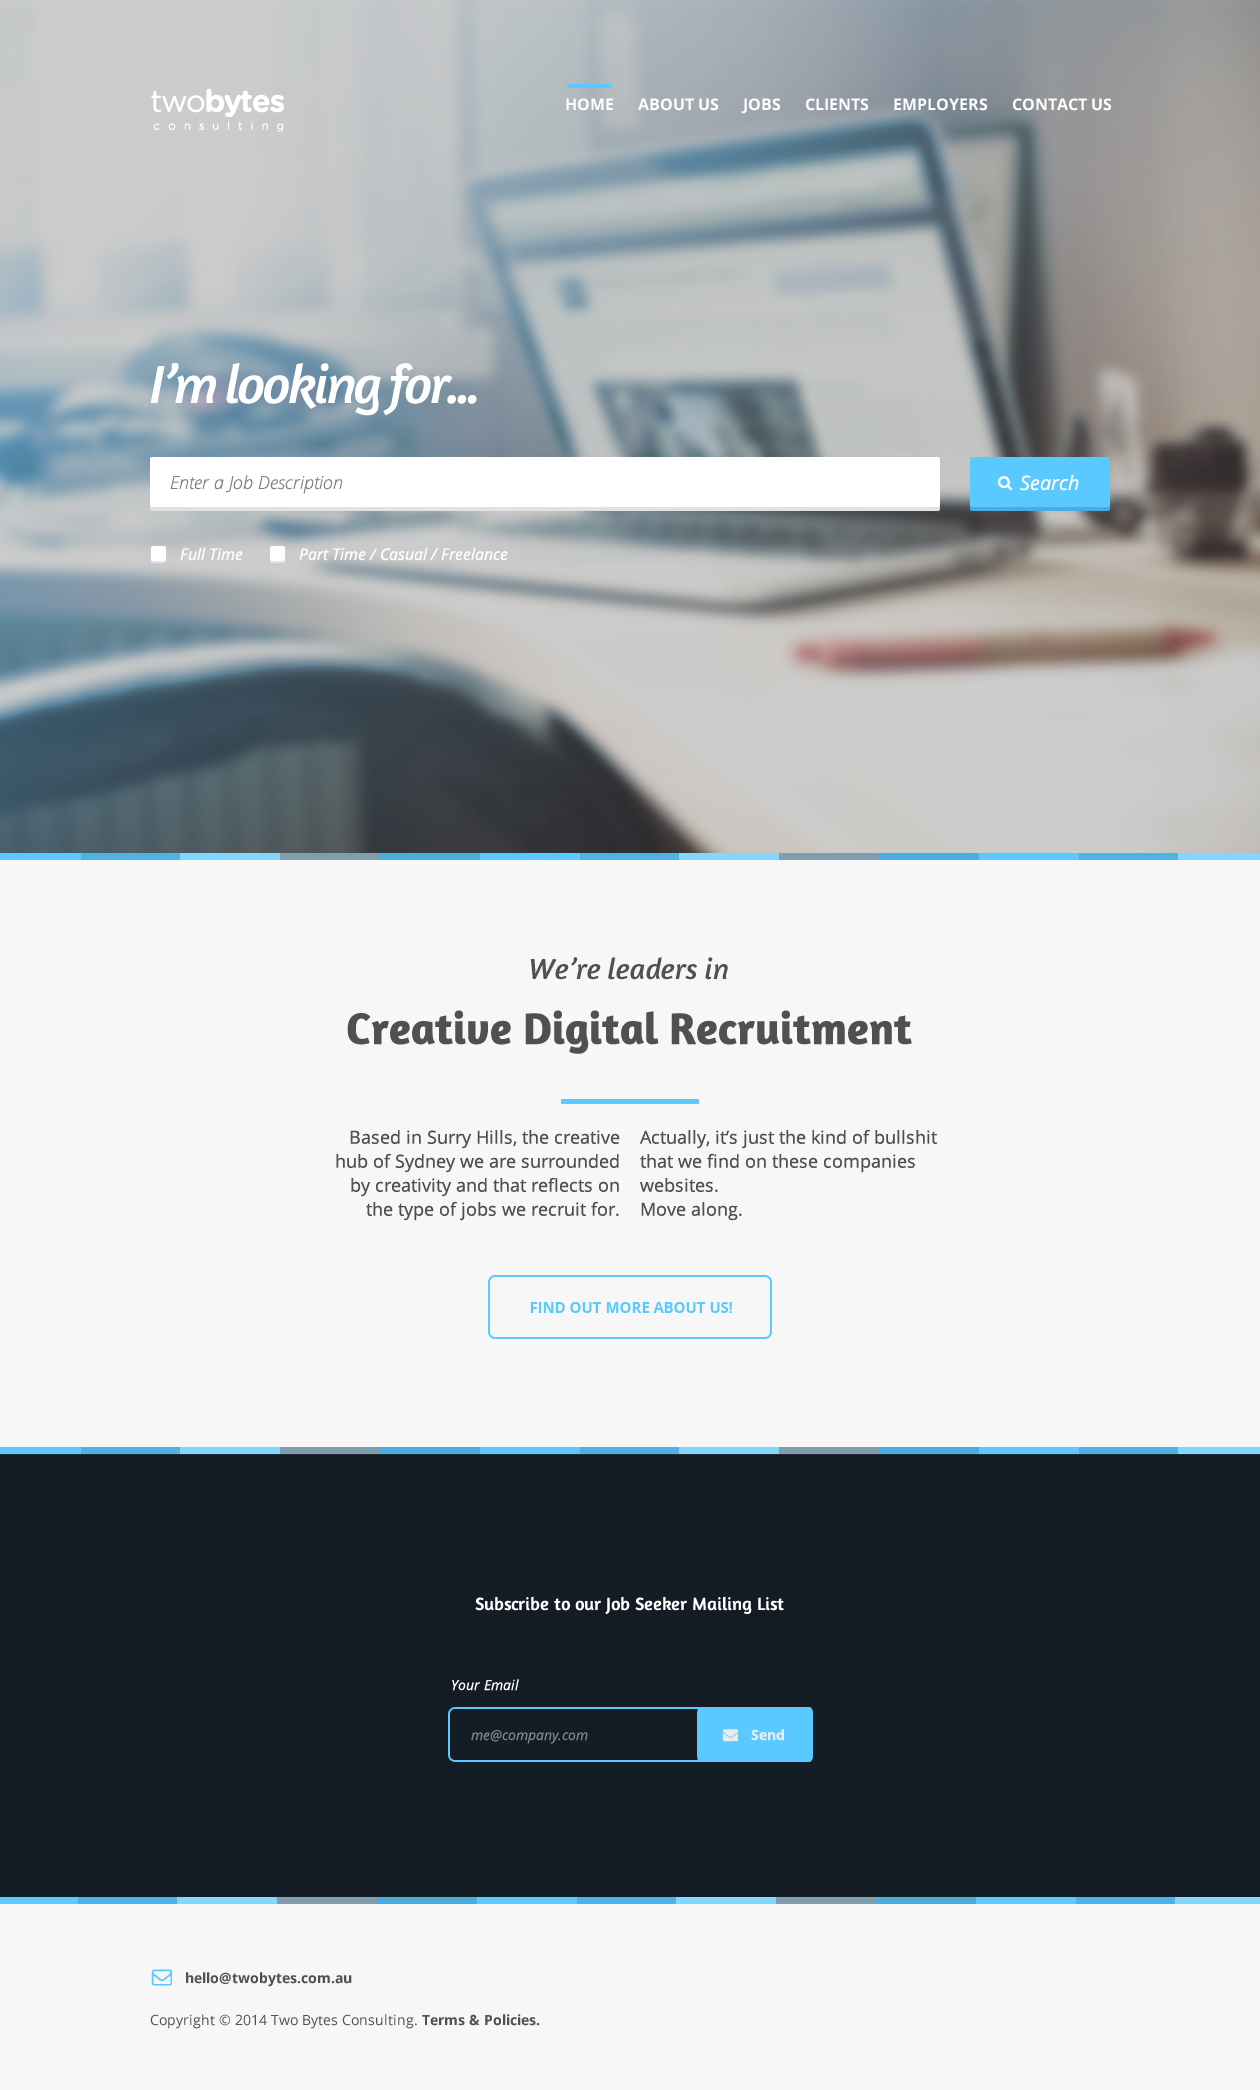 twobytes
consulting
HOME ABOUT US JOBS CLIENTS EMPLOYERS CONTACT US
I’m looking for...
Enter a Job Description
Search
Full Time Part Time / Casual / Freelance
We’re leaders in
Creative Digital Recruitment
Based in Surry Hills, the creative
hub of Sydney we are surrounded
by creativity and that reflects on
the type of jobs we recruit for.
Actually, it’s just the kind of bullshit
that we find on these companies
websites.
Move along.
FIND OUT MORE ABOUT US!
Subscribe to our Job Seeker Mailing List
Your Email
me@company.com
Send
hello@twobytes.com.au
Copyright © 2014 Two Bytes Consulting. Terms & Policies.